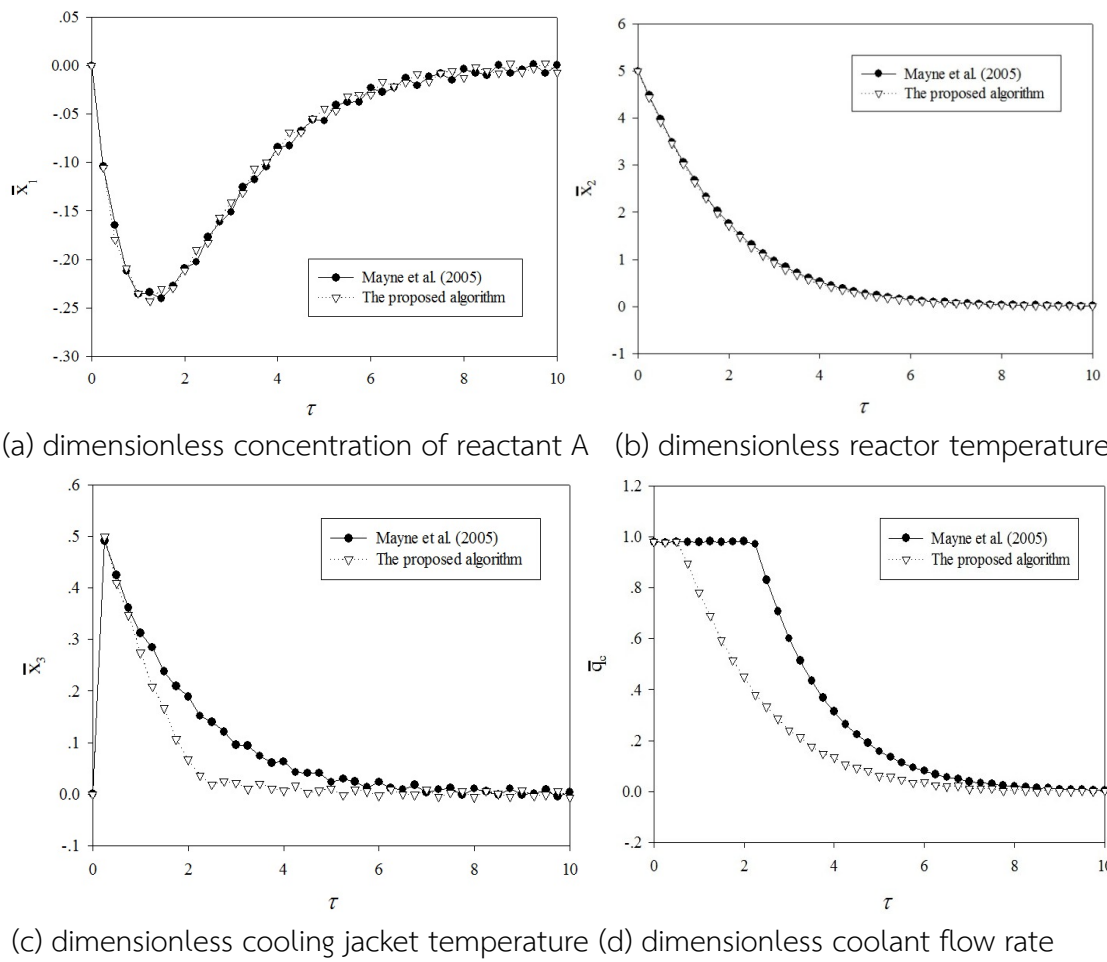 .05
0.00
-.05
-.10
-.15
-.20
-.25
-.30
x̄1
0 2 4 6 8 10
τ
Mayne et al. (2005)
The proposed algorithm
6
5
4
3
2
1
0
-1
x̄2
0 2 4 6 8 10
τ
Mayne et al. (2005)
The proposed algorithm
(a) dimensionless concentration of reactant A (b) dimensionless reactor temperature
.6
.5
.4
.3
.2
.1
0.0
-.1
x̄3
0 2 4 6 8 10
τ
Mayne et al. (2005)
The proposed algorithm
1.2
1.0
.8
.6
.4
.2
0.0
-.2
q̄c
0 2 4 6 8 10
τ
Mayne et al. (2005)
The proposed algorithm
(c) dimensionless cooling jacket temperature (d) dimensionless coolant flow rate